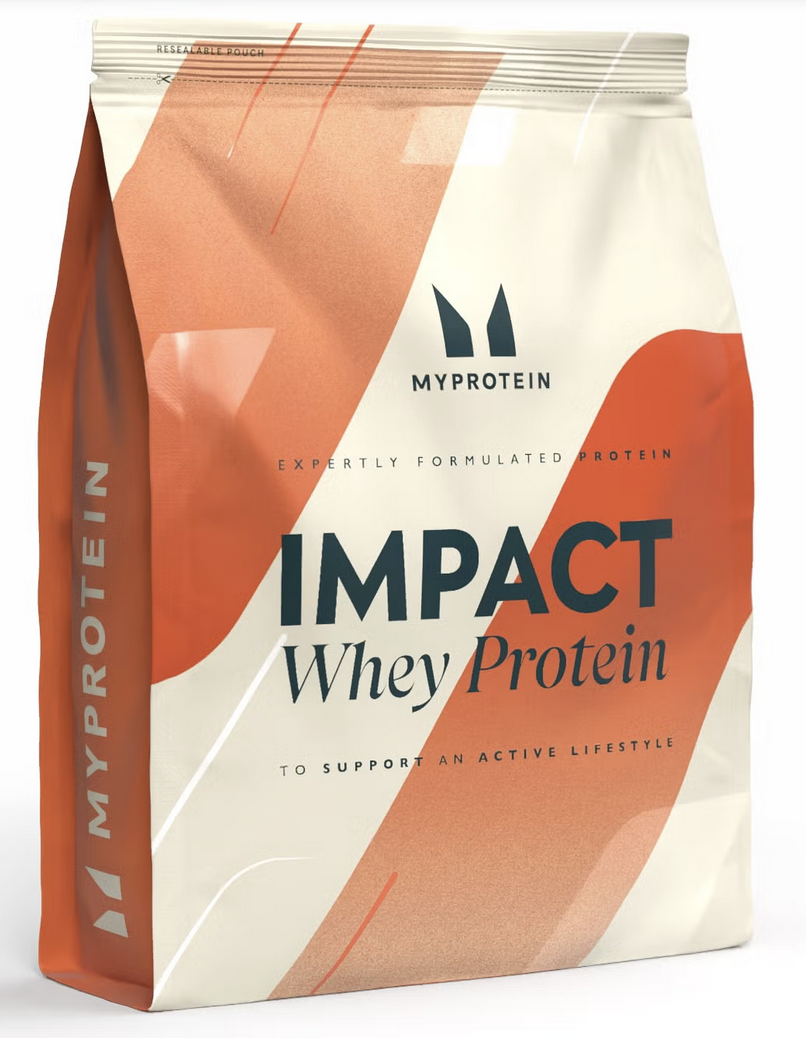 RESEALABLE POUCH
MYPROTEIN
EXPERTLY FORMULATED PROTEIN
IMPACT
Whey Protein
TO SUPPORT AN ACTIVE LIFESTYLE
MYPROTEIN